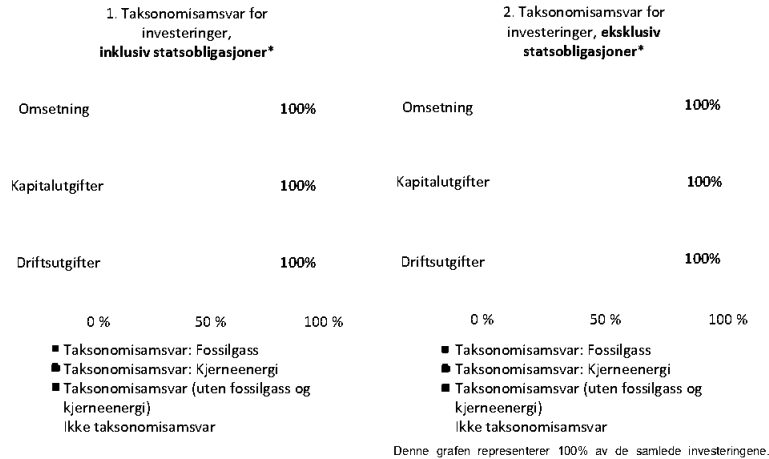 1. Taksonomisamsvar for
investeringer,
inklusiv statsobligasjoner*
Omsetning 100%
Kapitalutgifter 100%
Driftsutgifter 100%
0 % 50 % 100 %
Taksonomisamsvar: Fossilgass
Taksonomisamsvar: Kjerneenergi
Taksonomisamsvar (uten fossilgass og
kjerneenergi)
Ikke taksonomisamsvar
2. Taksonomisamsvar for
investeringer, eksklusiv
statsobligasjoner*
Omsetning 100%
Kapitalutgifter 100%
Driftsutgifter 100%
0 % 50 % 100 %
Taksonomisamsvar: Fossilgass
Taksonomisamsvar: Kjerneenergi
Taksonomisamsvar (uten fossilgass og
kjerneenergi)
Ikke taksonomisamsvar
Denne grafen representerer 100% av de samlede investeringene.